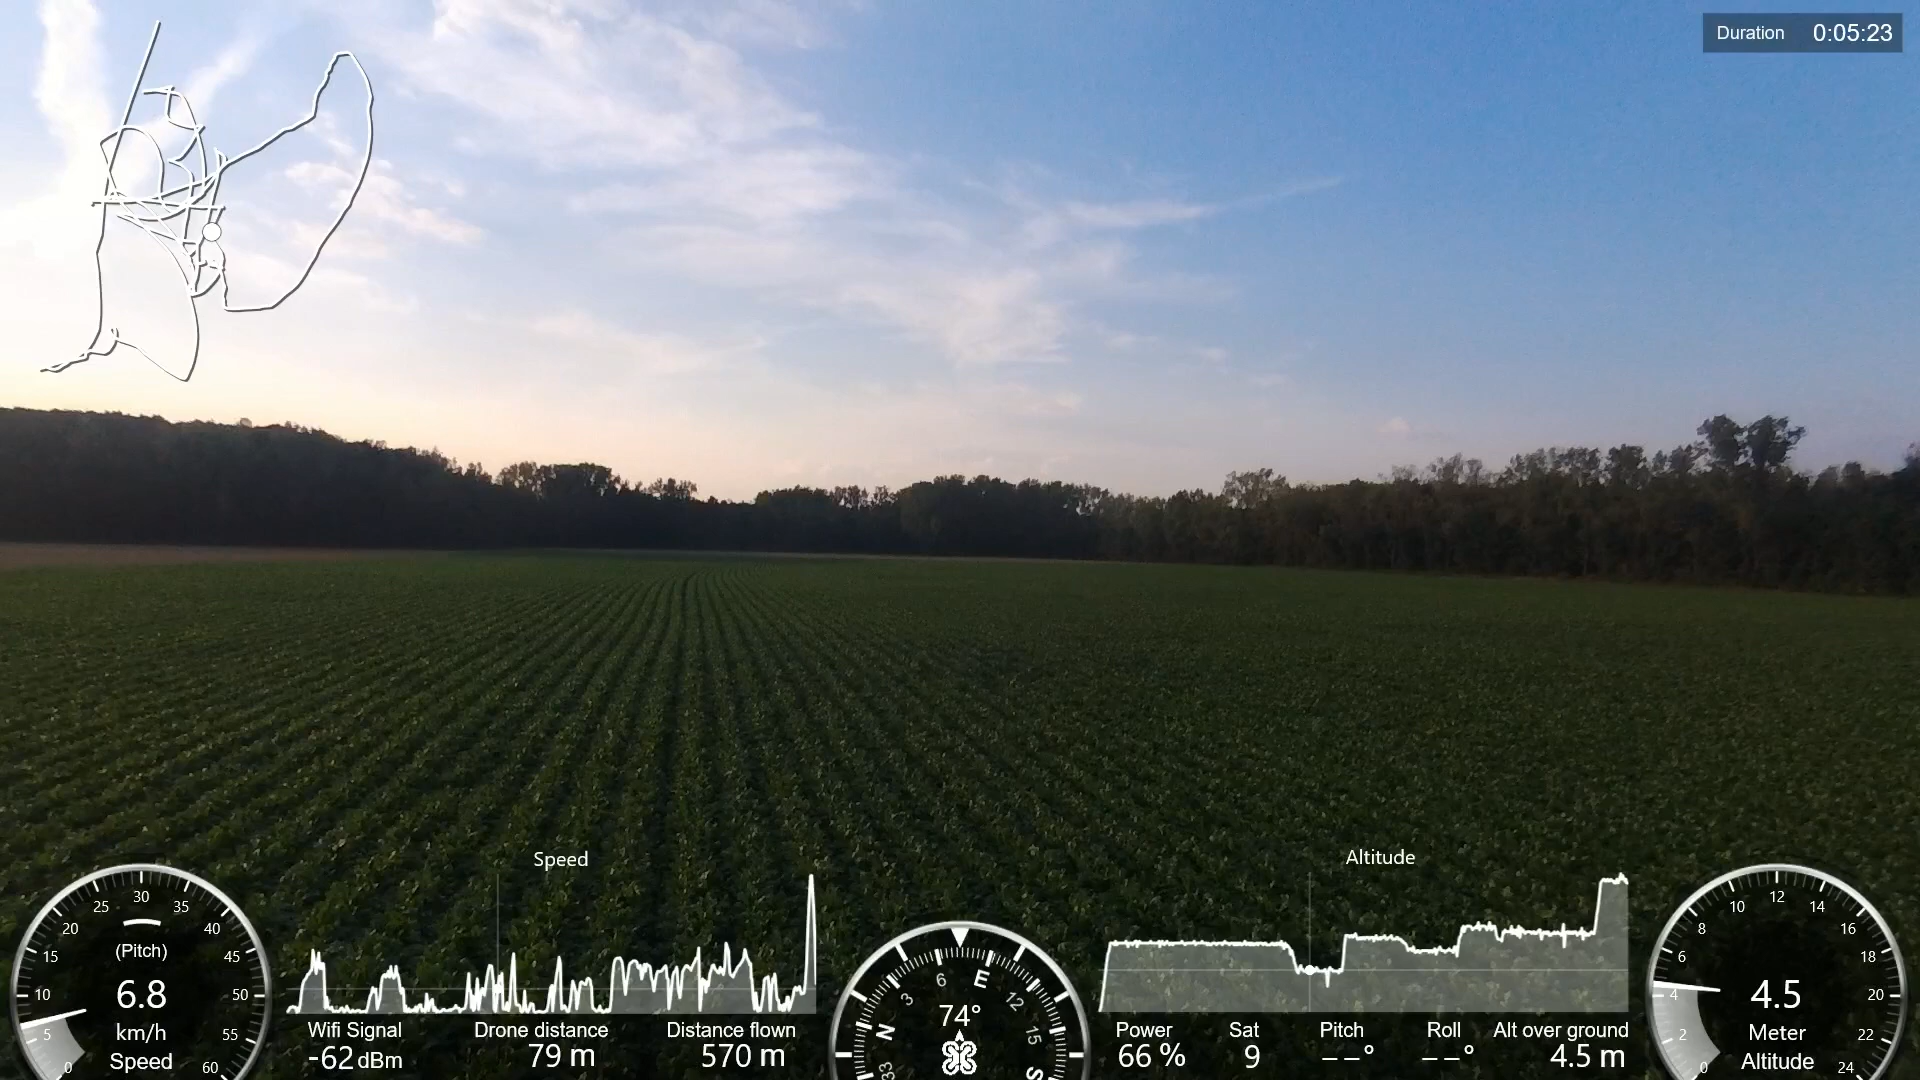 Duration 0:05:23
Speed
Altitude
0 5 10 15 20 25 30 35 40 45 50 55 60
(Pitch)
6.8
km/h
Speed
Wifi Signal Drone distance Distance flown
-62 dBm 79 m 570 m
33 N 3 6 E 12 15 S
74°
Power Sat Pitch Roll Alt over ground
66 % 9 ––° ––° 4.5 m
0 2 4 6 8 10 12 14 16 18 20 22 24
4.5
Meter
Altitude